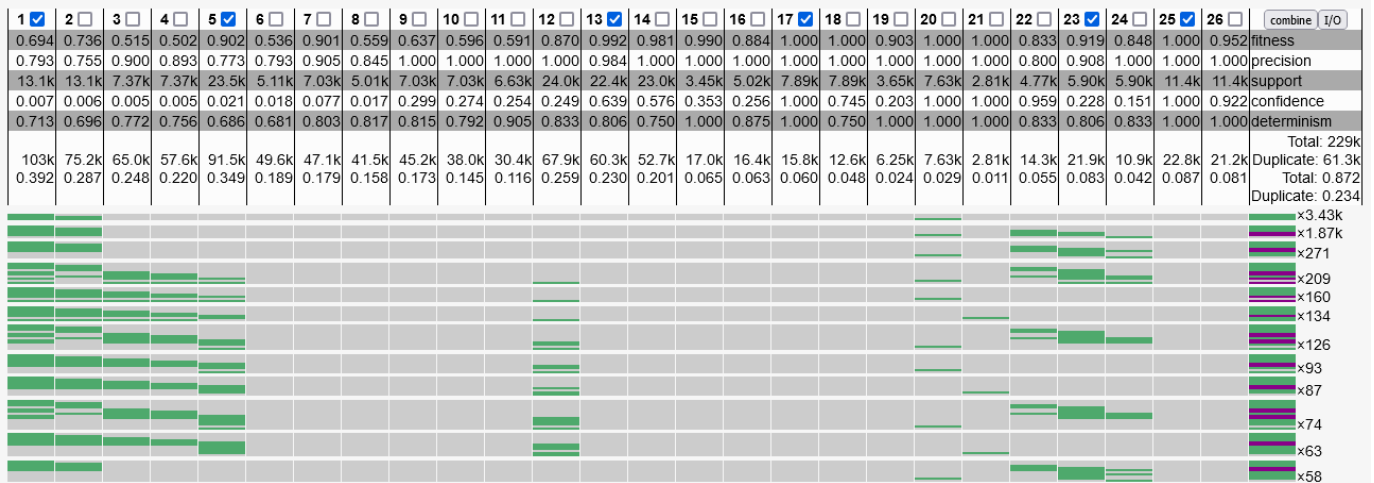 1 2 3 4 5 6 7 8 9 10 11 12 13 14 15 16 17 18 19 20 21 22 23 24 25 26 combine I/O
0.694 0.736 0.515 0.502 0.902 0.536 0.901 0.559 0.637 0.596 0.591 0.870 0.992 0.981 0.990 0.884 1.000 1.000 0.903 1.000 1.000 0.833 0.919 0.848 1.000 0.952 fitness
0.793 0.755 0.900 0.893 0.773 0.793 0.905 0.845 1.000 1.000 1.000 1.000 0.984 1.000 1.000 1.000 1.000 1.000 1.000 1.000 1.000 0.800 0.908 1.000 1.000 1.000 precision
13.1k 13.1k 7.37k 7.37k 23.5k 5.11k 7.03k 5.01k 7.03k 7.03k 6.63k 24.0k 22.4k 23.0k 3.45k 5.02k 7.89k 7.89k 3.65k 7.63k 2.81k 4.77k 5.90k 5.90k 11.4k 11.4k support
0.007 0.006 0.005 0.005 0.021 0.018 0.077 0.017 0.299 0.274 0.254 0.249 0.639 0.576 0.353 0.256 1.000 0.745 0.203 1.000 1.000 0.959 0.228 0.151 1.000 0.922 confidence
0.713 0.696 0.772 0.756 0.686 0.681 0.803 0.817 0.815 0.792 0.905 0.833 0.806 0.750 1.000 0.875 1.000 0.750 1.000 1.000 1.000 0.833 0.806 0.833 1.000 1.000 determinism
Total: 229k
103k 75.2k 65.0k 57.6k 91.5k 49.6k 47.1k 41.5k 45.2k 38.0k 30.4k 67.9k 60.3k 52.7k 17.0k 16.4k 15.8k 12.6k 6.25k 7.63k 2.81k 14.3k 21.9k 10.9k 22.8k 21.2k Duplicate: 61.3k
0.392 0.287 0.248 0.220 0.349 0.189 0.179 0.158 0.173 0.145 0.116 0.259 0.230 0.201 0.065 0.063 0.060 0.048 0.024 0.029 0.011 0.055 0.083 0.042 0.087 0.081 Total: 0.872
Duplicate: 0.234
×3.43k
×1.87k
×271
×209
×160
×134
×126
×93
×87
×74
×63
×58